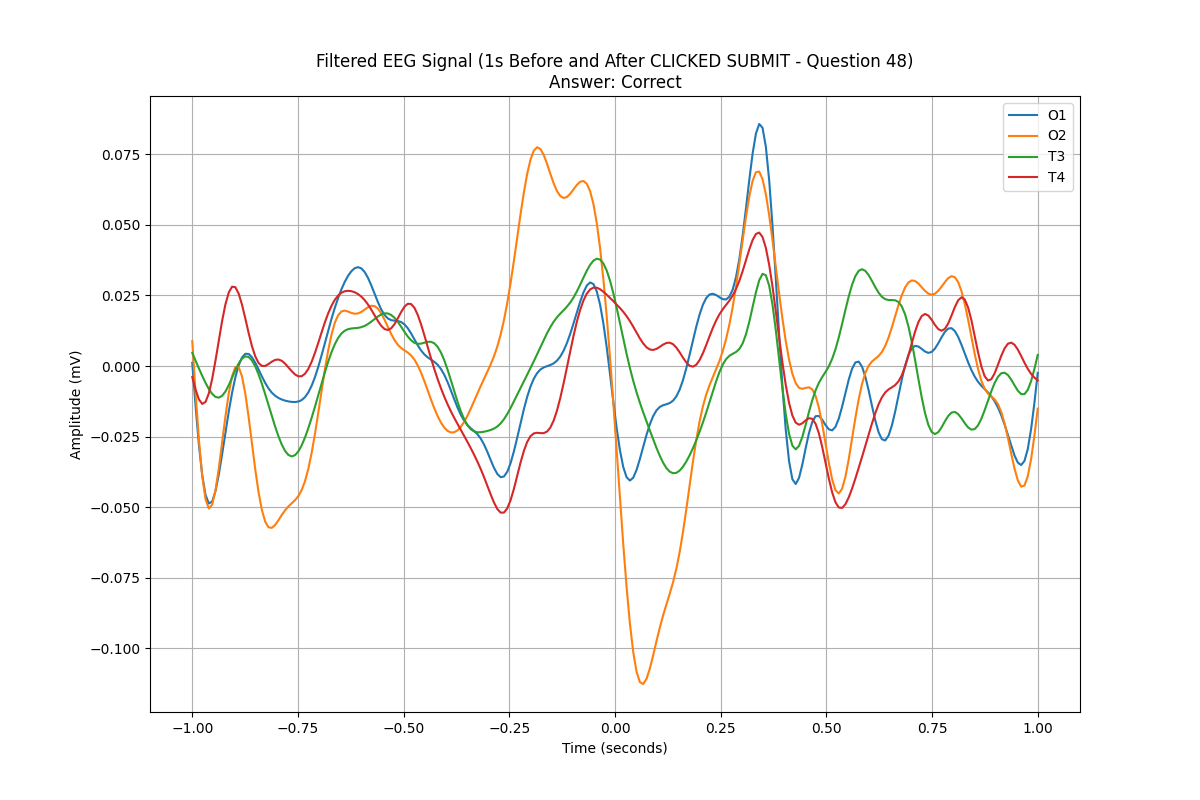 Filtered EEG Signal (1s Before and After CLICKED SUBMIT - Question 48)
Answer: Correct
O1
O2
T3
T4
0.075
0.050
0.025
0.000
−0.025
−0.050
−0.075
−0.100
Amplitude (mV)
−1.00 −0.75 −0.50 −0.25 0.00 0.25 0.50 0.75 1.00
Time (seconds)